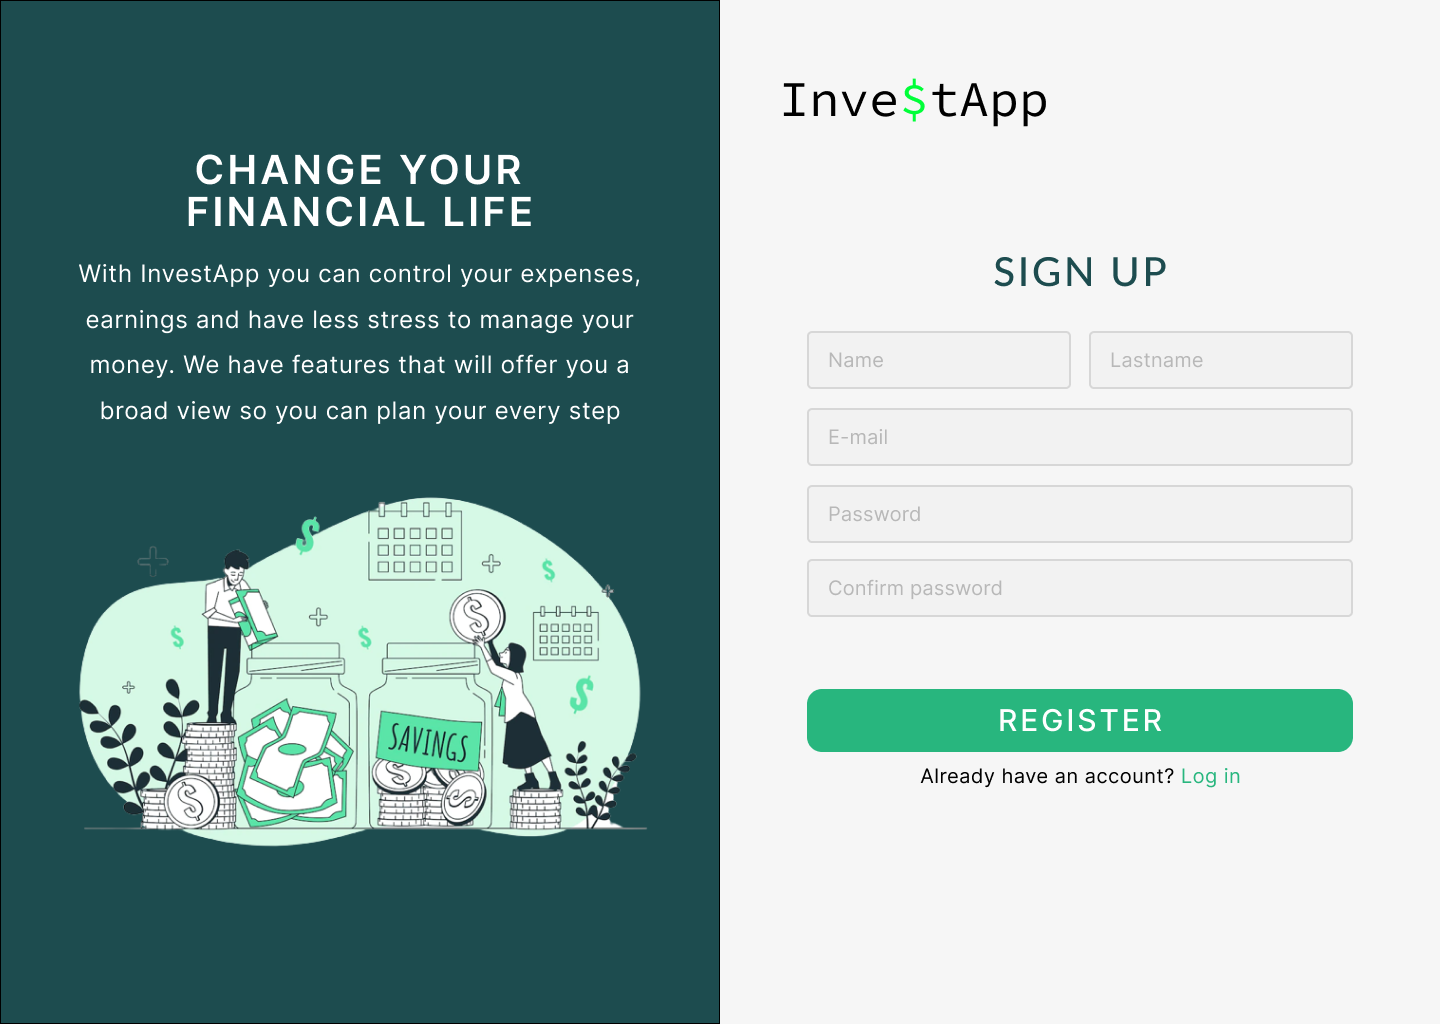 CHANGE YOUR
FINANCIAL LIFE
With InvestApp you can control your expenses,
earnings and have less stress to manage your
money. We have features that will offer you a
broad view so you can plan your every step
SAVINGS
Inve$tApp
SIGN UP
Name Lastname
E-mail
Password
Confirm password
REGISTER
Already have an account? Log in